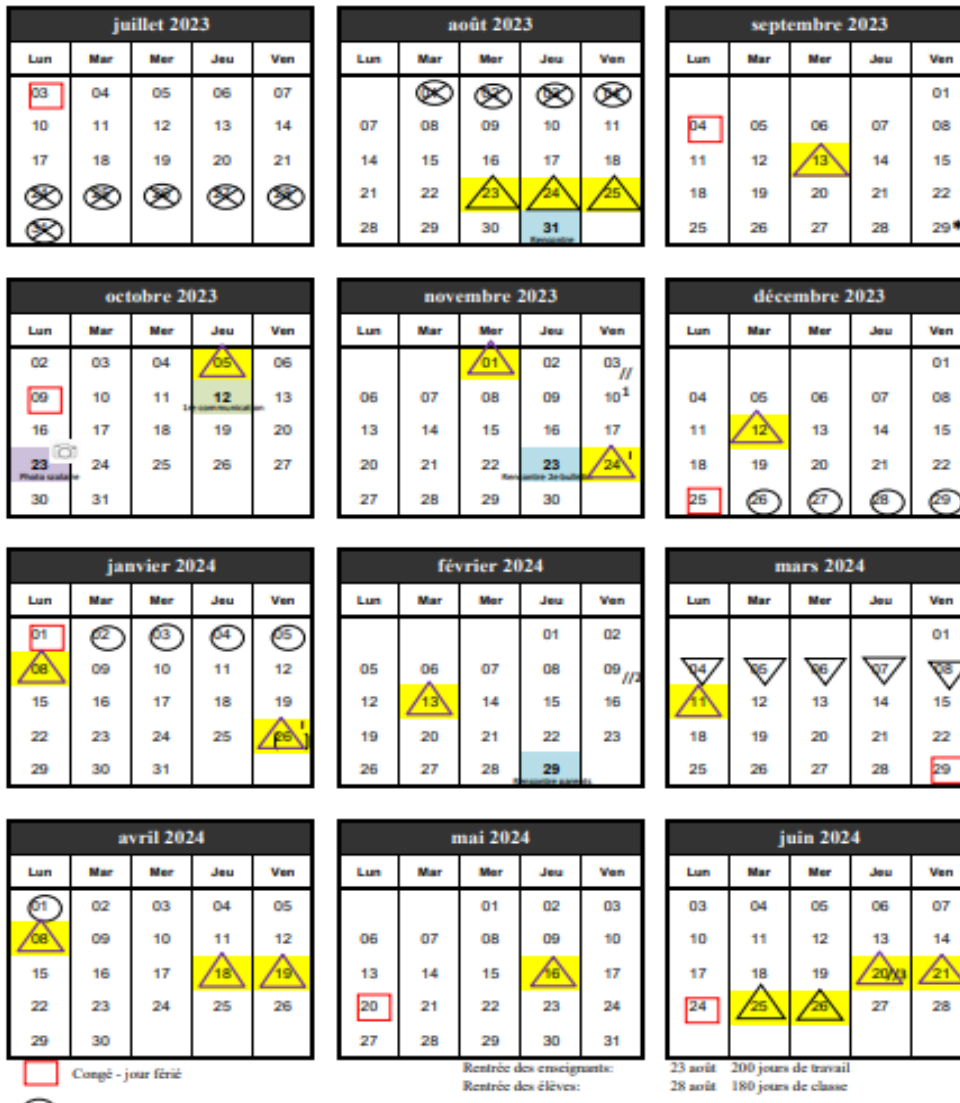 juillet 2023
Lun Mar Mer Jeu Ven
03 04 05 06 07
10 11 12 13 14
17 18 19 20 21
août 2023
Lun Mar Mer Jeu Ven
07 08 09 10 11
14 15 16 17 18
21 22 23 24 25
28 29 30 31
Rencontre
septembre 2023
Lun Mar Mer Jeu Ven
01
04 05 06 07 08
11 12 13 14 15
18 19 20 21 22
25 26 27 28 29
octobre 2023
Lun Mar Mer Jeu Ven
02 03 04 05 06
09 10 11 12 13
1re communication
16 17 18 19 20
23 24 25 26 27
Photo scolaire
30 31
novembre 2023
Lun Mar Mer Jeu Ven
01 02 03 //
06 07 08 09 10 1
13 14 15 16 17
20 21 22 23 24
Rencontre 2e bulletin
27 28 29 30
décembre 2023
Lun Mar Mer Jeu Ven
01
04 05 06 07 08
11 12 13 14 15
18 19 20 21 22
25 26 27 28 29
janvier 2024
Lun Mar Mer Jeu Ven
01 02 03 04 05
08 09 10 11 12
15 16 17 18 19
22 23 24 25 26
29 30 31
février 2024
Lun Mar Mer Jeu Ven
01 02
05 06 07 08 09 //2
12 13 14 15 16
19 20 21 22 23
26 27 28 29
Rencontre parents
mars 2024
Lun Mar Mer Jeu Ven
01
04 05 06 07 08
11 12 13 14 15
18 19 20 21 22
25 26 27 28 29
avril 2024
Lun Mar Mer Jeu Ven
01 02 03 04 05
08 09 10 11 12
15 16 17 18 19
22 23 24 25 26
29 30
mai 2024
Lun Mar Mer Jeu Ven
01 02 03
06 07 08 09 10
13 14 15 16 17
20 21 22 23 24
27 28 29 30 31
juin 2024
Lun Mar Mer Jeu Ven
03 04 05 06 07
10 11 12 13 14
17 18 19 20//3 21
24 25 26 27 28
Congé - jour férié
Rentrée des enseignants: 23 août 200 jours de travail
Rentrée des élèves: 28 août 180 jours de classe